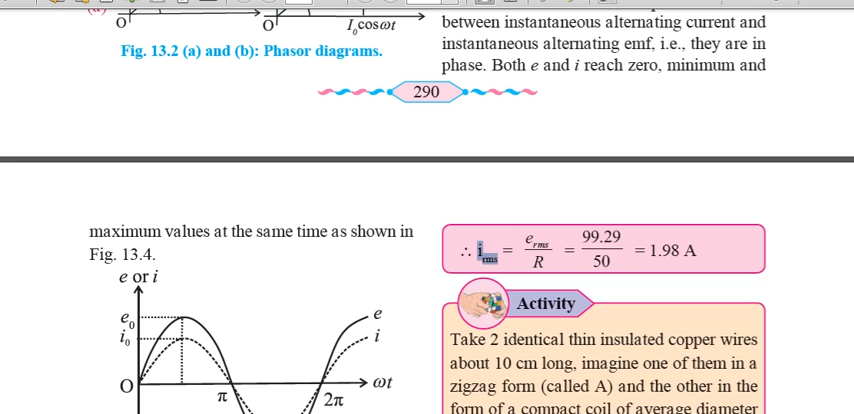 (a)
O
O
I₀cosωt
Fig. 13.2 (a) and (b): Phasor diagrams.
between instantaneous alternating current and
instantaneous alternating emf, i.e., they are in
phase. Both e and i reach zero, minimum and
290
maximum values at the same time as shown in
Fig. 13.4.
e or i
e₀
i₀
O
π
2π
ωt
e
i
∴ i_rms = e_rms / R = 99.29 / 50 = 1.98 A
Activity
Take 2 identical thin insulated copper wires
about 10 cm long, imagine one of them in a
zigzag form (called A) and the other in the
form of a compact coil of average diameter